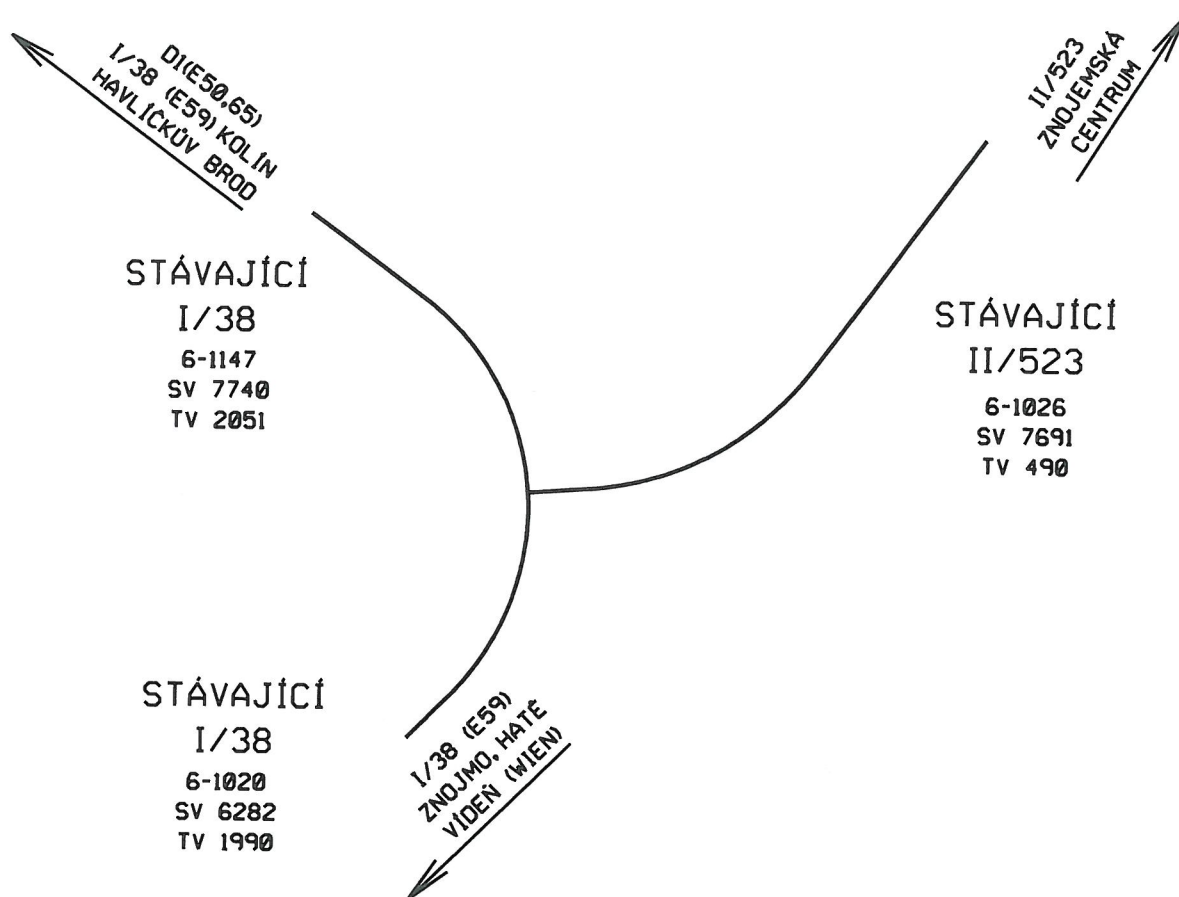 D1(E50,65)
I/38 (E59) KOLÍN
HAVLÍČKŮV BROD
II/523
ZNOJEMSKÁ
CENTRUM
STÁVAJÍCÍ
I/38
6-1147
SV 7740
TV 2051
STÁVAJÍCÍ
II/523
6-1026
SV 7691
TV 490
STÁVAJÍCÍ
I/38
6-1020
SV 6282
TV 1990
I/38 (E59)
ZNOJMO, HATĚ
VÍDEŇ (WIEN)